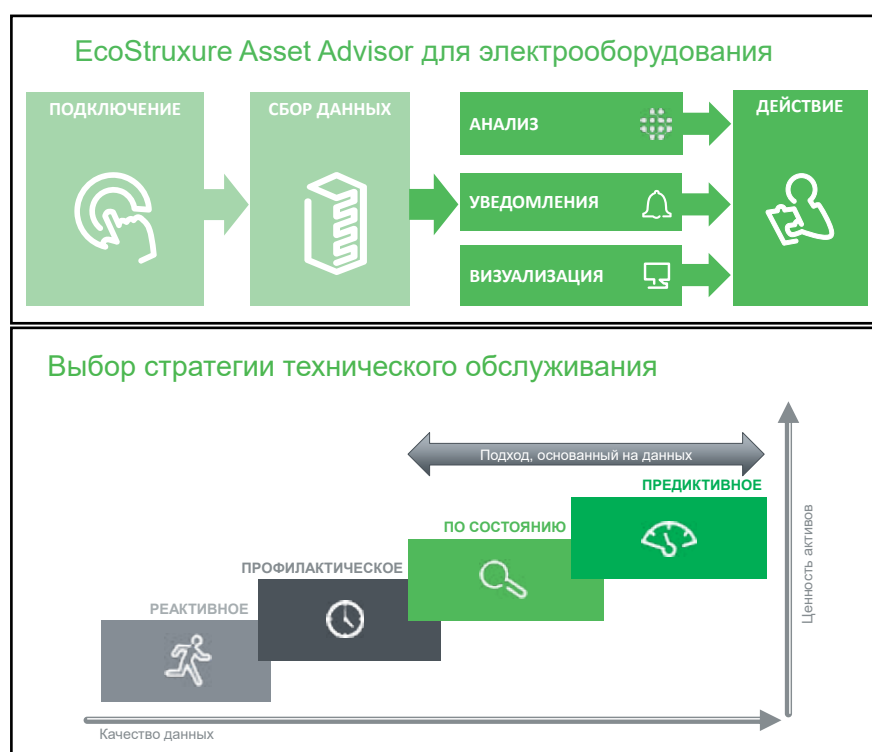 EcoStruxure Asset Advisor для электрооборудования
ПОДКЛЮЧЕНИЕ
СБОР ДАННЫХ
АНАЛИЗ
УВЕДОМЛЕНИЯ
ВИЗУАЛИЗАЦИЯ
ДЕЙСТВИЕ
Выбор стратегии технического обслуживания
Подход, основанный на данных
ПРЕДИКТИВНОЕ
ПО СОСТОЯНИЮ
ПРОФИЛАКТИЧЕСКОЕ
РЕАКТИВНОЕ
Ценность активов
Качество данных